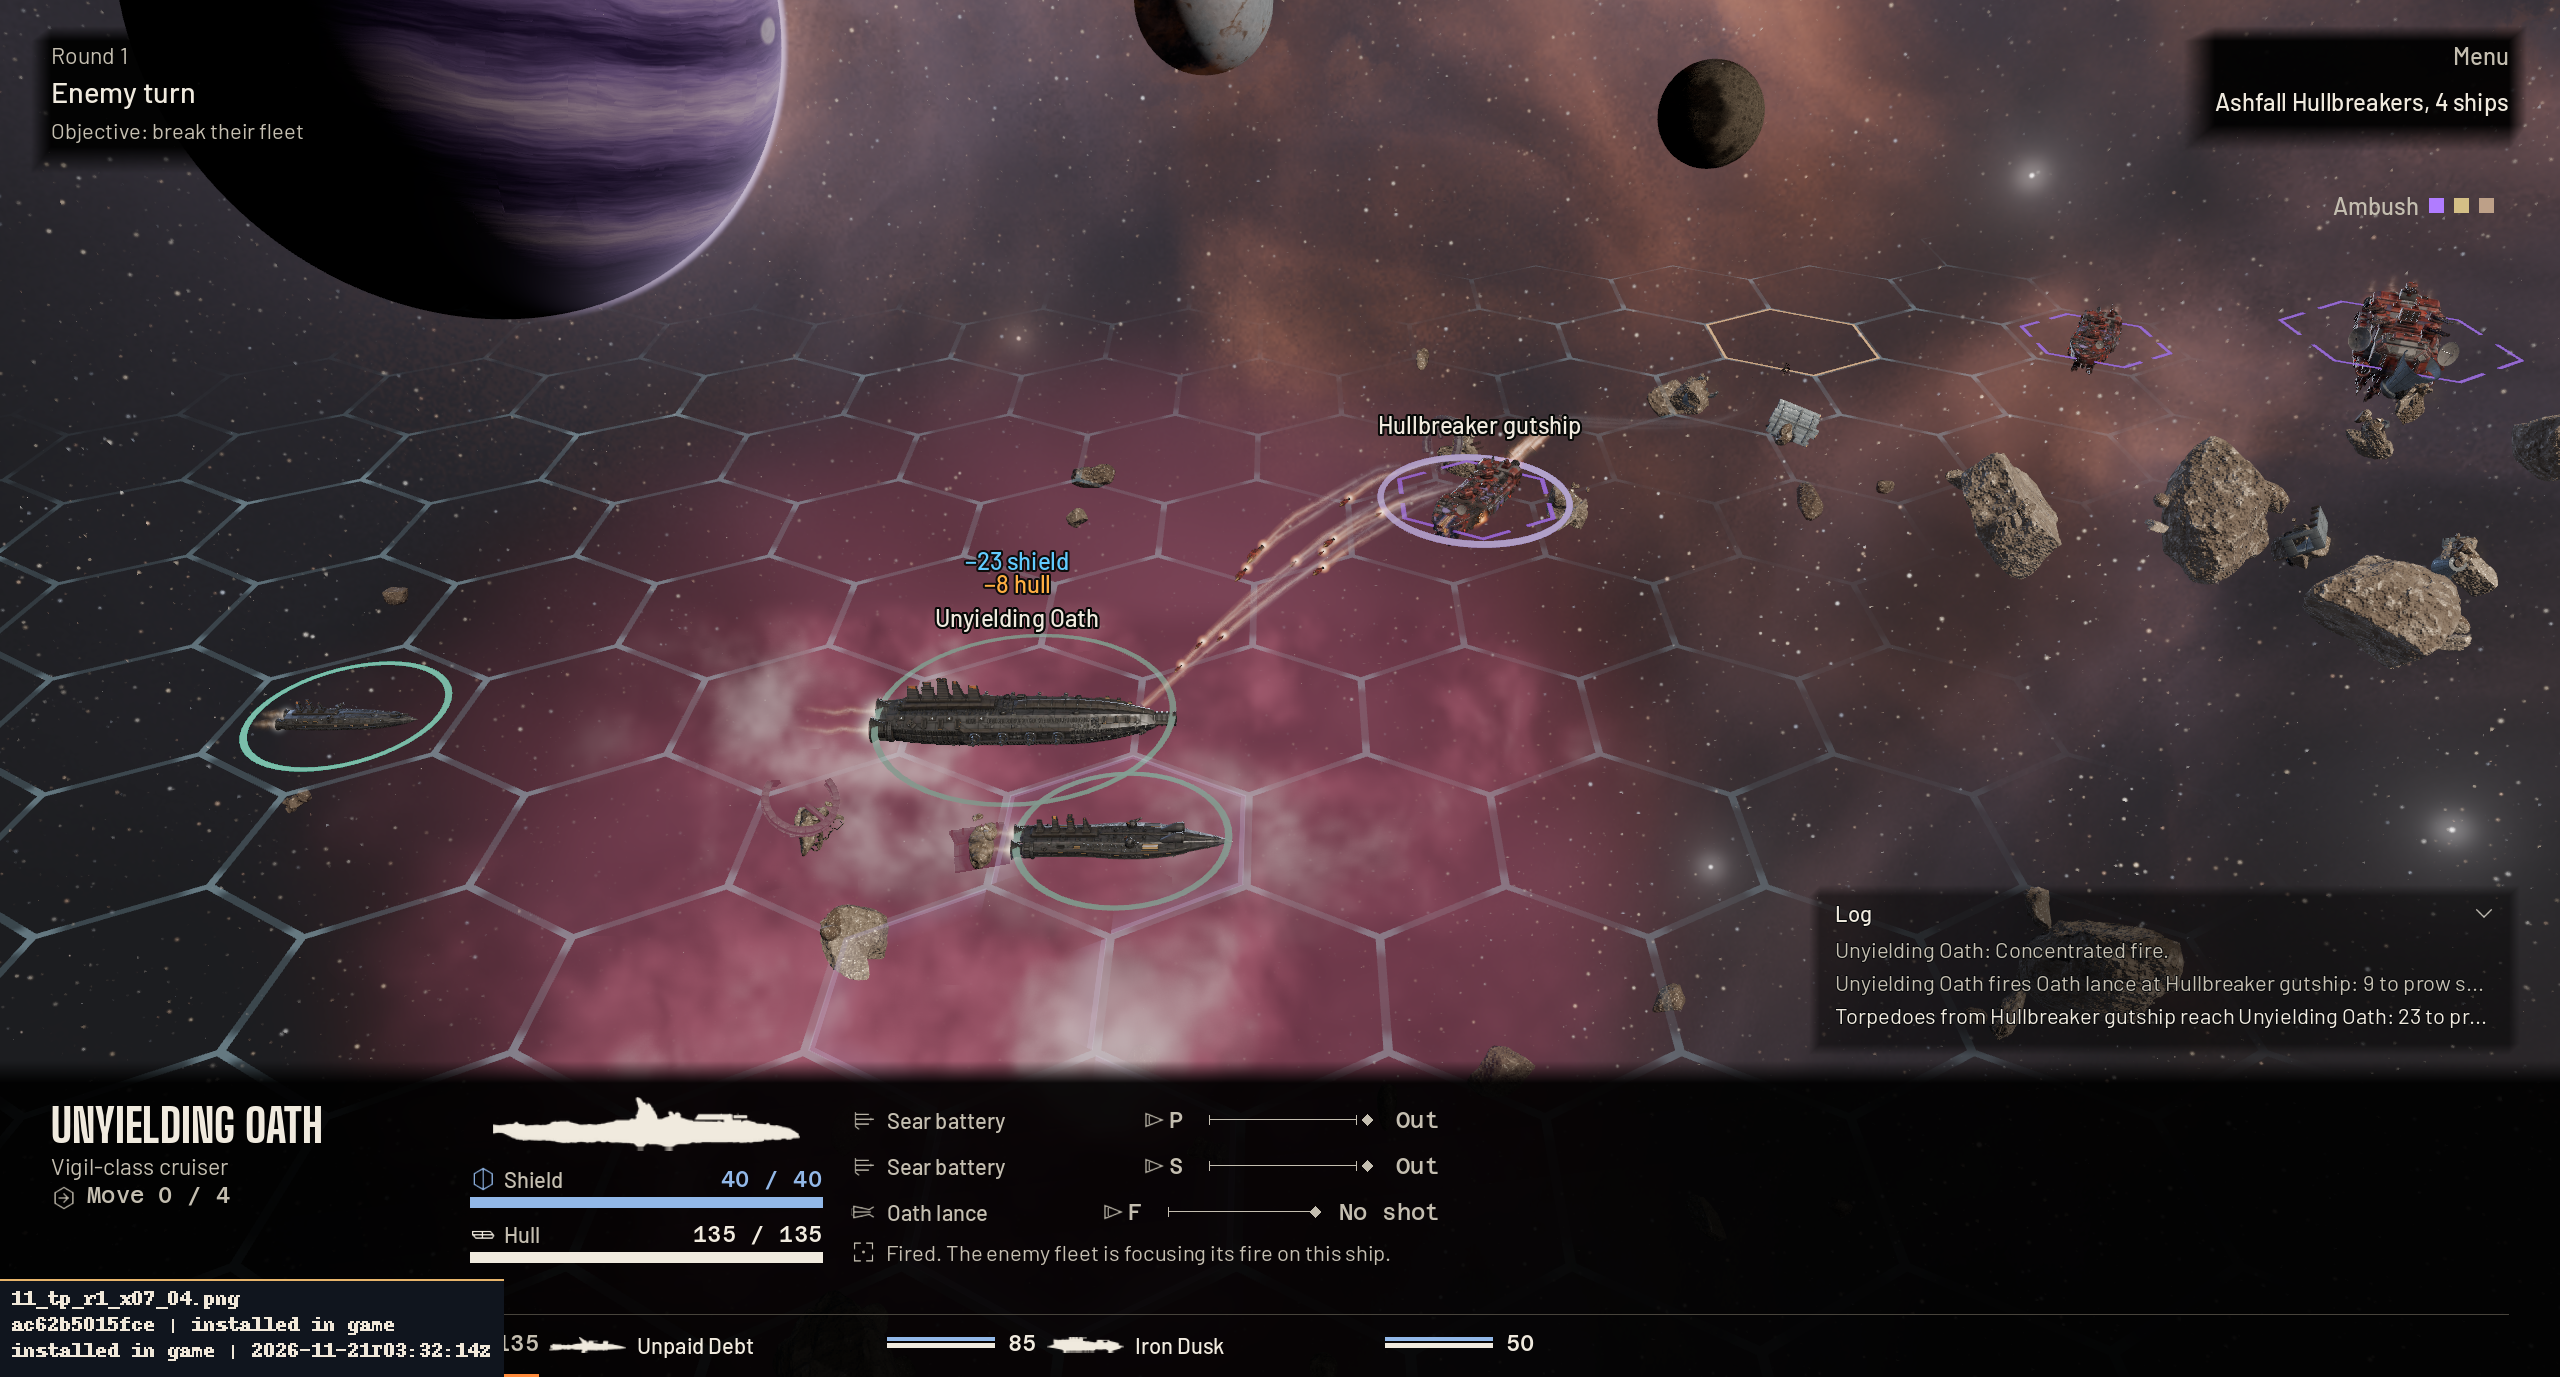 Round 1
Enemy turn
Objective: break their fleet
Menu
Ashfall Hullbreakers, 4 ships
Ambush
Hullbreaker gutship
−23 shield
−8 hull
Unyielding Oath
Log
Unyielding Oath: Concentrated fire.
Unyielding Oath fires Oath lance at Hullbreaker gutship: 9 to prow s...
Torpedoes from Hullbreaker gutship reach Unyielding Oath: 23 to pr...
UNYIELDING OATH
Vigil-class cruiser
Move 0 / 4
Shield 40 / 40
Hull 135 / 135
Sear battery P Out
Sear battery S Out
Oath lance F No shot
Fired. The enemy fleet is focusing its fire on this ship.
11_tp_r1_x07_04.png
ac62b5015fce | installed in game
installed in game | 2026-11-21T03:32:14Z
135 Unpaid Debt 85 Iron Dusk 50